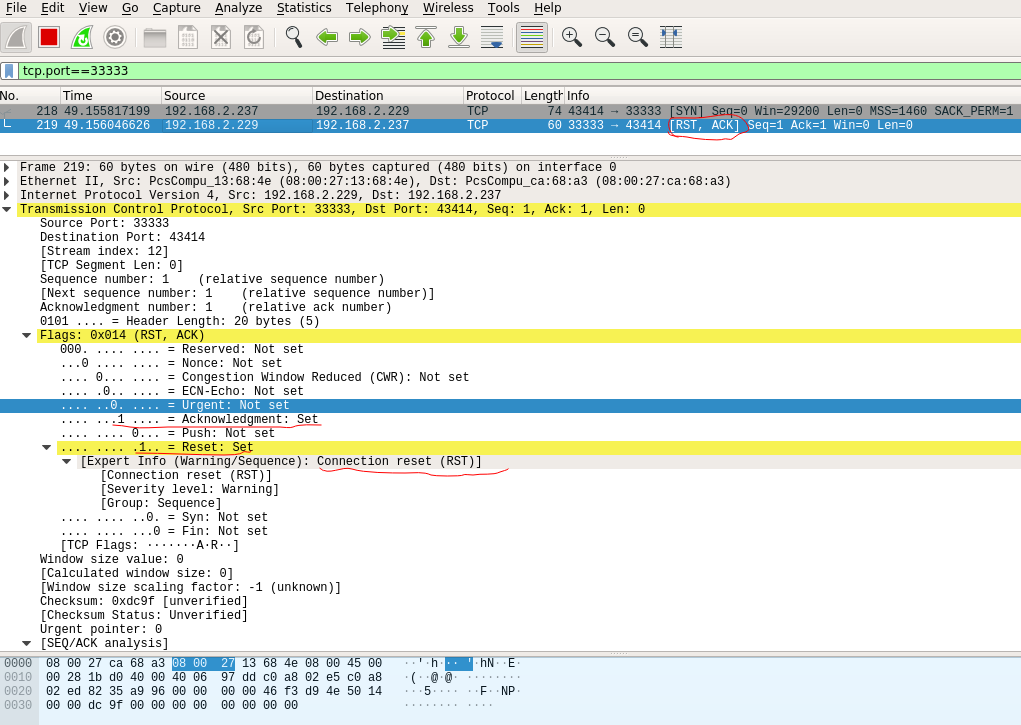 File Edit View Go Capture Analyze Statistics Telephony Wireless Tools Help
tcp.port==33333
No. Time Source Destination Protocol Length Info
218 49.155817199 192.168.2.237 192.168.2.229 TCP 74 43414 → 33333 [SYN] Seq=0 Win=29200 Len=0 MSS=1460 SACK_PERM=1
219 49.156046626 192.168.2.229 192.168.2.237 TCP 60 33333 → 43414 [RST, ACK] Seq=1 Ack=1 Win=0 Len=0
Frame 219: 60 bytes on wire (480 bits), 60 bytes captured (480 bits) on interface 0
Ethernet II, Src: PcsCompu_13:68:4e (08:00:27:13:68:4e), Dst: PcsCompu_ca:68:a3 (08:00:27:ca:68:a3)
Internet Protocol Version 4, Src: 192.168.2.229, Dst: 192.168.2.237
Transmission Control Protocol, Src Port: 33333, Dst Port: 43414, Seq: 1, Ack: 1, Len: 0
Source Port: 33333
Destination Port: 43414
[Stream index: 12]
[TCP Segment Len: 0]
Sequence number: 1 (relative sequence number)
[Next sequence number: 1 (relative sequence number)]
Acknowledgment number: 1 (relative ack number)
0101 .... = Header Length: 20 bytes (5)
Flags: 0x014 (RST, ACK)
000. .... .... = Reserved: Not set
...0 .... .... = Nonce: Not set
.... 0... .... = Congestion Window Reduced (CWR): Not set
.... .0.. .... = ECN-Echo: Not set
.... ..0. .... = Urgent: Not set
.... ...1 .... = Acknowledgment: Set
.... .... 0... = Push: Not set
.... .... .1.. = Reset: Set
[Expert Info (Warning/Sequence): Connection reset (RST)]
[Connection reset (RST)]
[Severity level: Warning]
[Group: Sequence]
.... .... ..0. = Syn: Not set
.... .... ...0 = Fin: Not set
[TCP Flags: ·······A·R··]
Window size value: 0
[Calculated window size: 0]
[Window size scaling factor: -1 (unknown)]
Checksum: 0xdc9f [unverified]
[Checksum Status: Unverified]
Urgent pointer: 0
[SEQ/ACK analysis]
0000 08 00 27 ca 68 a3 08 00 27 13 68 4e 08 00 45 00 ··'·h··· '·hN··E·
0010 00 28 1b d0 40 00 40 06 97 dd c0 a8 02 e5 c0 a8 ·(··@·@· ········
0020 02 ed 82 35 a9 96 00 00 00 00 46 f3 d9 4e 50 14 ···5···· ··F··NP·
0030 00 00 dc 9f 00 00 00 00 00 00 00 00 ········ ····